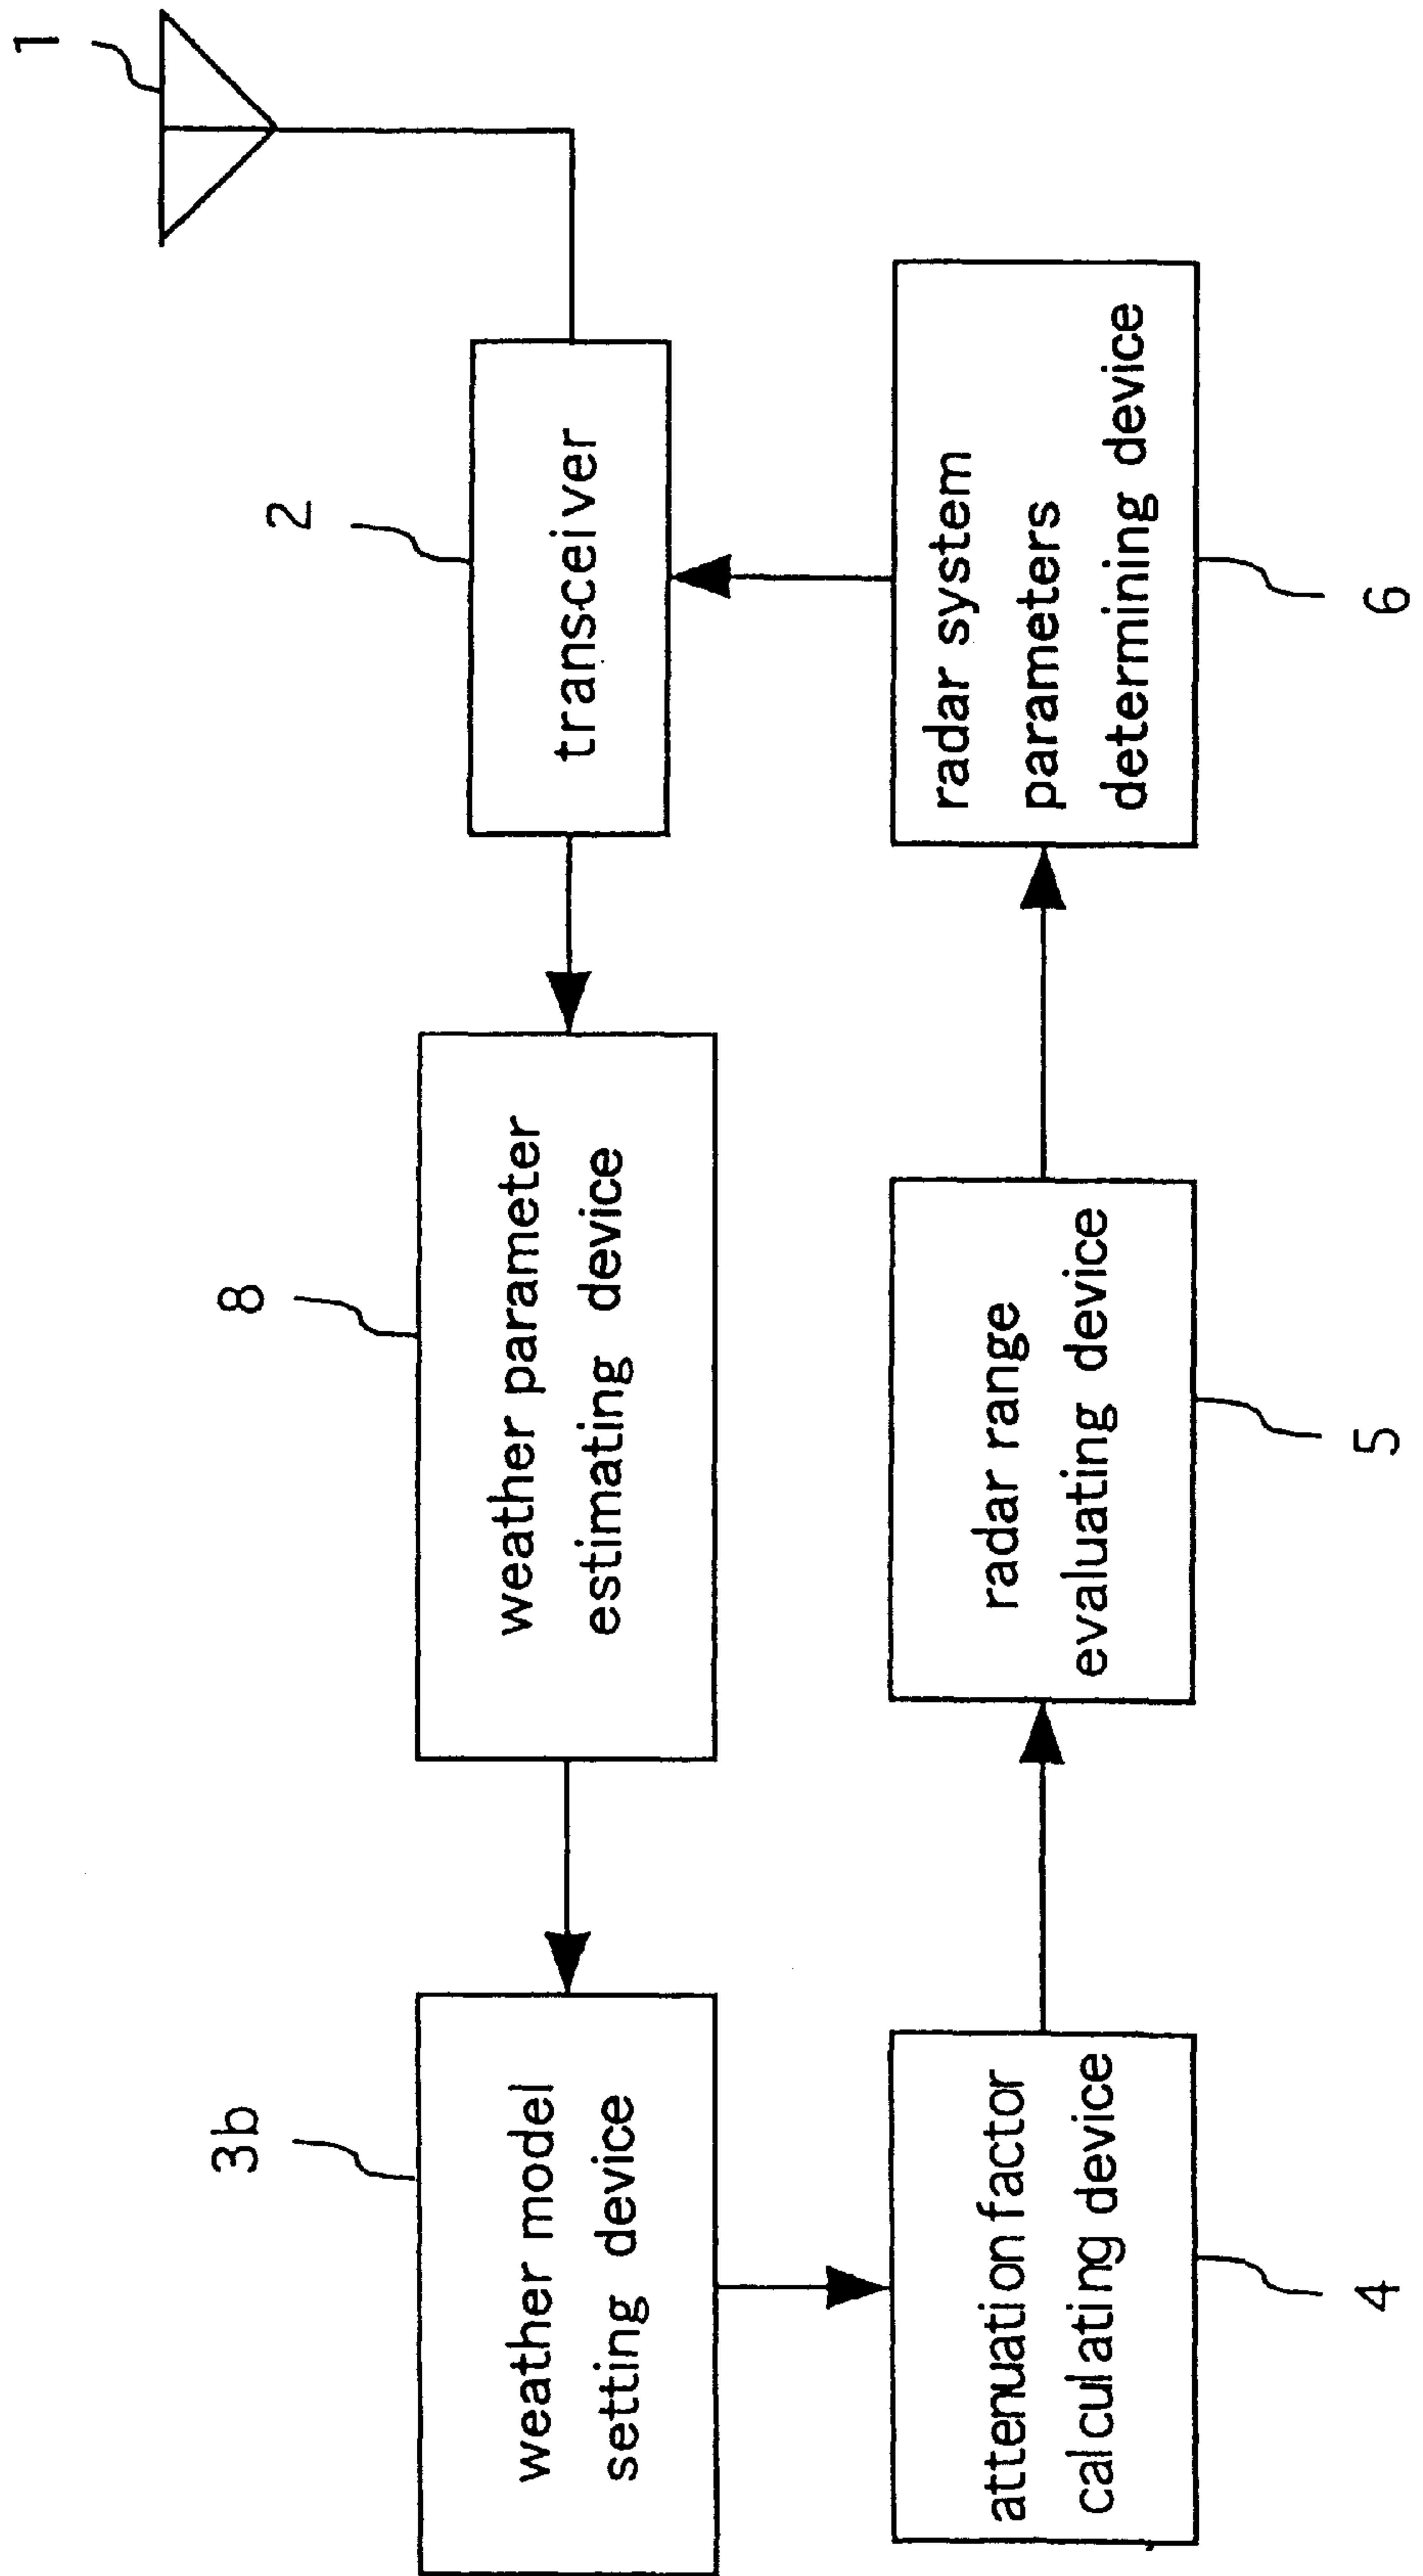 1
2
transceiver
8
weather parameter
estimating device
3b
weather model
setting device
radar system
parameters
determining device
6
radar range
evaluating device
5
attenuation factor
calculating device
4